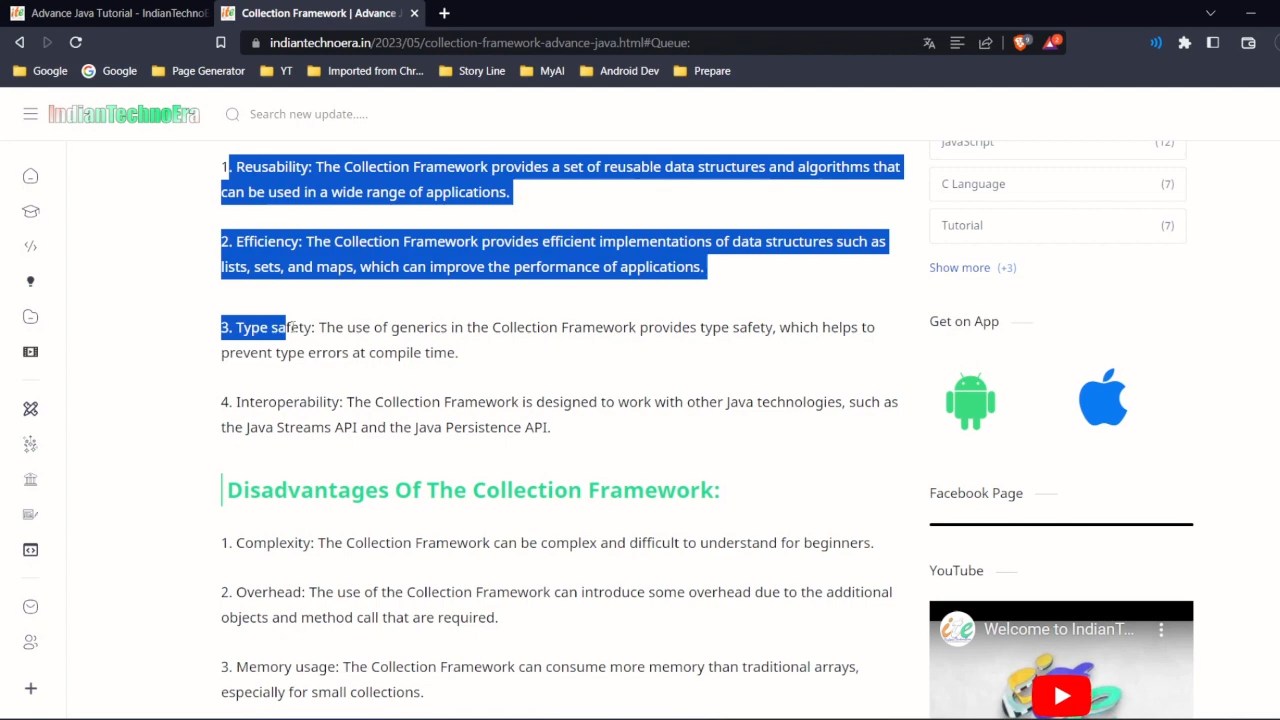 Advance Java Tutorial - IndianTechnoE
Collection Framework | Advance J
indiantechnoera.in/2023/05/collection-framework-advance-java.html#Queue:
9
2
Google
Google
Page Generator
YT
Imported from Chr...
Story Line
MyAI
Android Dev
Prepare
IndianTechnoEra
Search new update.....
1. Reusability: The Collection Framework provides a set of reusable data structures and algorithms that
can be used in a wide range of applications.
2. Efficiency: The Collection Framework provides efficient implementations of data structures such as
lists, sets, and maps, which can improve the performance of applications.
3. Type safety: The use of generics in the Collection Framework provides type safety, which helps to
prevent type errors at compile time.
4. Interoperability: The Collection Framework is designed to work with other Java technologies, such as
the Java Streams API and the Java Persistence API.
Disadvantages Of The Collection Framework:
1. Complexity: The Collection Framework can be complex and difficult to understand for beginners.
2. Overhead: The use of the Collection Framework can introduce some overhead due to the additional
objects and method call that are required.
3. Memory usage: The Collection Framework can consume more memory than traditional arrays,
especially for small collections.
JavaScript (12)
C Language (7)
Tutorial (7)
Show more (+3)
Get on App
Facebook Page
YouTube
ite Welcome to IndianT...